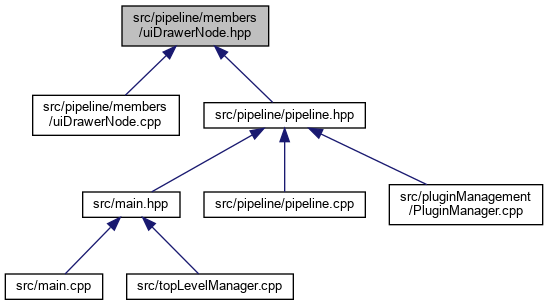 src/pipeline/members
/uiDrawerNode.hpp
src/pipeline/members
/uiDrawerNode.cpp
src/pipeline/pipeline.hpp
src/main.hpp
src/pipeline/pipeline.cpp
src/pluginManagement
/PluginManager.cpp
src/main.cpp
src/topLevelManager.cpp